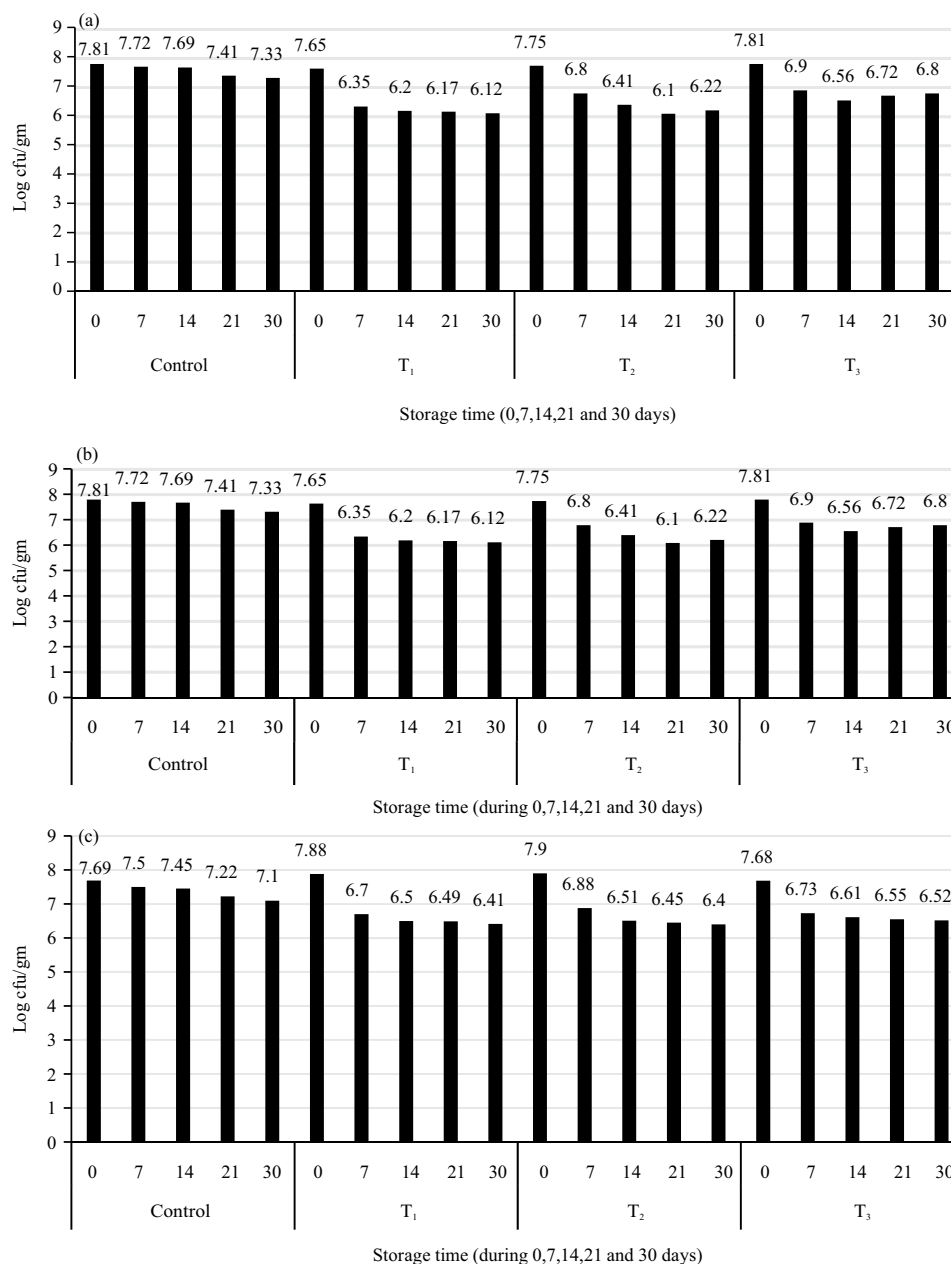 (a)
9
8
7
6
5
4
3
2
1
0
Log cfu/gm
7.81 7.72 7.69 7.41 7.33 7.65 6.35 6.2 6.17 6.12 7.75 6.8 6.41 6.1 6.22 7.81 6.9 6.56 6.72 6.8
0 7 14 21 30 0 7 14 21 30 0 7 14 21 30 0 7 14 21 30
Control T₁ T₂ T₃
Storage time (0,7,14,21 and 30 days)
(b)
9
8
7
6
5
4
3
2
1
0
Log cfu/gm
7.81 7.72 7.69 7.41 7.33 7.65 6.35 6.2 6.17 6.12 7.75 6.8 6.41 6.1 6.22 7.81 6.9 6.56 6.72 6.8
0 7 14 21 30 0 7 14 21 30 0 7 14 21 30 0 7 14 21 30
Control T₁ T₂ T₃
Storage time (during 0,7,14,21 and 30 days)
(c)
9
8
7
6
5
4
3
2
1
0
Log cfu/gm
7.69 7.5 7.45 7.22 7.1 7.88 6.7 6.5 6.49 6.41 7.9 6.88 6.51 6.45 6.4 7.68 6.73 6.61 6.55 6.52
0 7 14 21 30 0 7 14 21 30 0 7 14 21 30 0 7 14 21 30
Control T₁ T₂ T₃
Storage time (during 0,7,14,21 and 30 days)